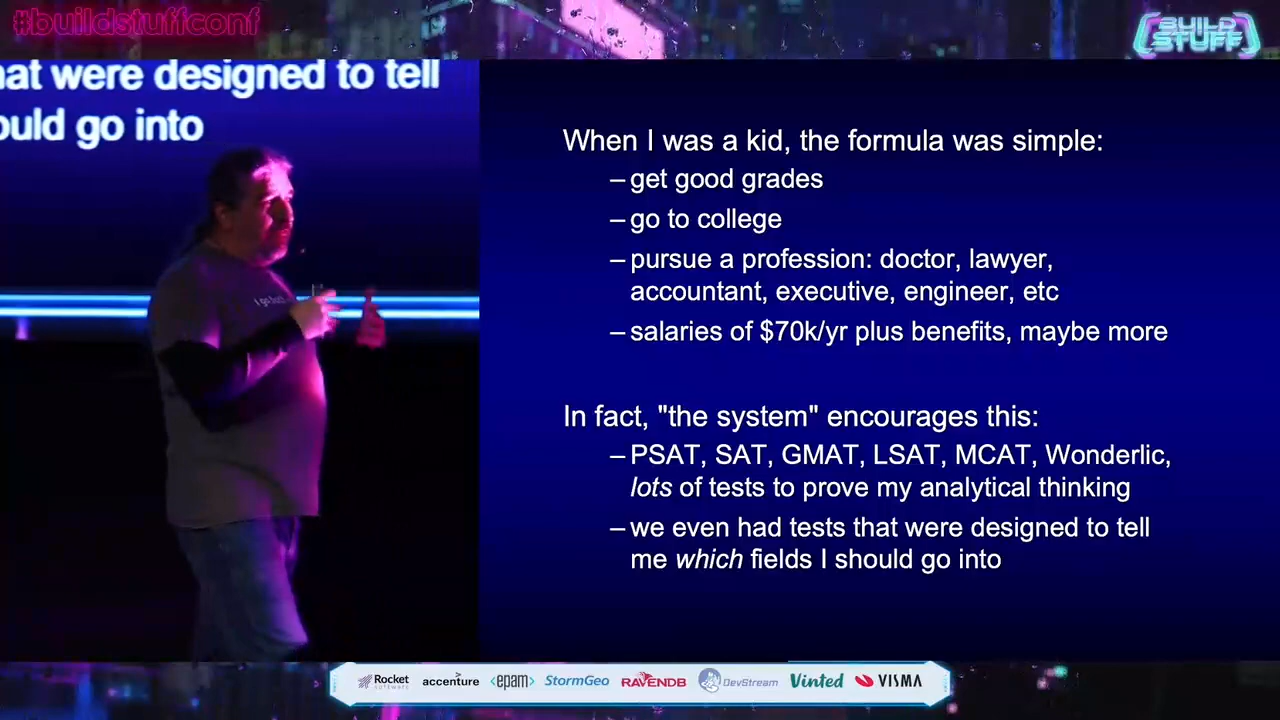 #buildstuffconf
BUILD
STUFF
hat were designed to tell
ould go into
I go both
When I was a kid, the formula was simple:
– get good grades
– go to college
– pursue a profession: doctor, lawyer,
accountant, executive, engineer, etc
– salaries of $70k/yr plus benefits, maybe more
In fact, "the system" encourages this:
– PSAT, SAT, GMAT, LSAT, MCAT, Wonderlic,
lots of tests to prove my analytical thinking
– we even had tests that were designed to tell
me which fields I should go into
Rocket
software
accenture
<epam>
StormGeo
RAVENDB
DevStream
Vinted
VISMA